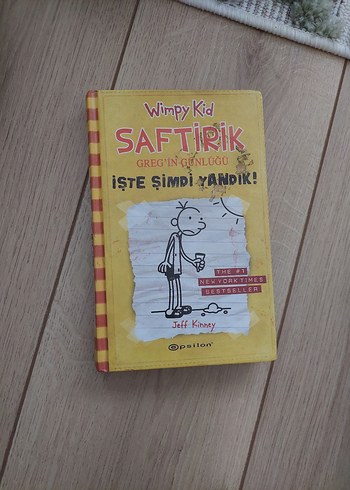 Wimpy Kid
SAFTİRİK
GREG'İN GÜNLÜĞÜ
İŞTE ŞİMDİ YANDIK!
THE #1
NEW YORK TIMES
BESTSELLER
Jeff Kinney
epsilon